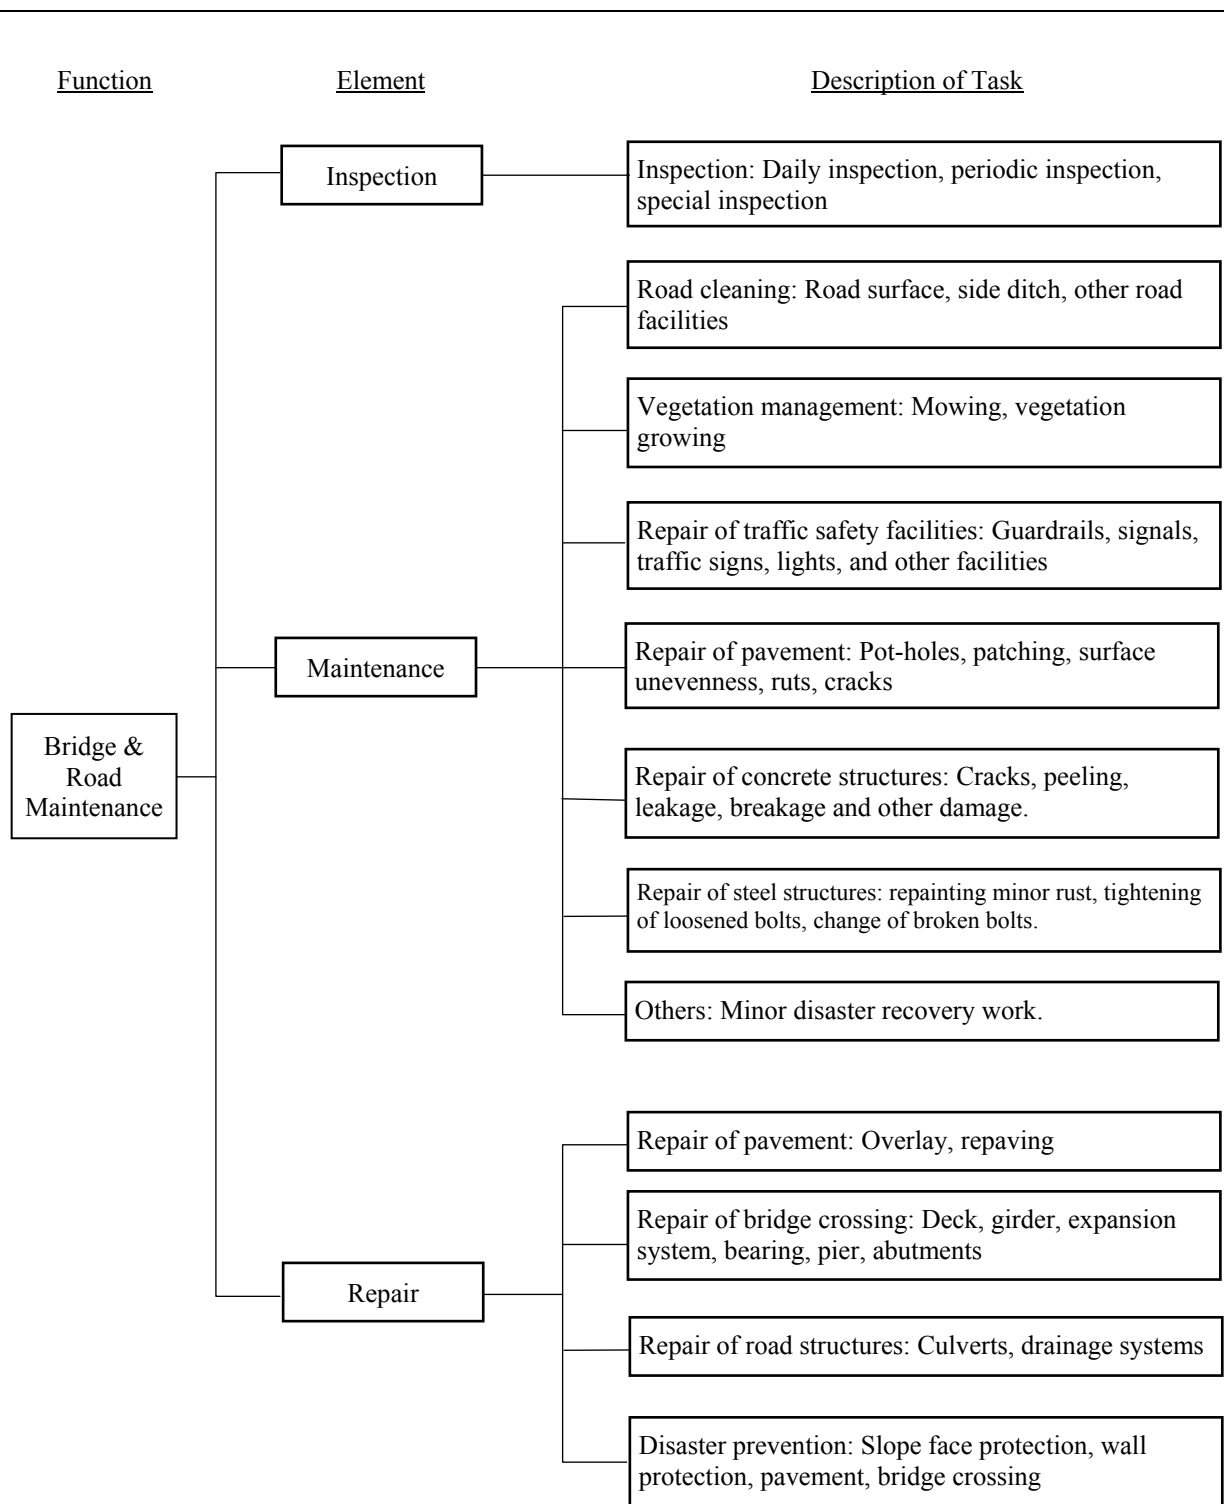 Function
Element
Description of Task
Inspection
Inspection: Daily inspection, periodic inspection,
special inspection
Road cleaning: Road surface, side ditch, other road
facilities
Vegetation management: Mowing, vegetation
growing
Repair of traffic safety facilities: Guardrails, signals,
traffic signs, lights, and other facilities
Maintenance
Repair of pavement: Pot-holes, patching, surface
unevenness, ruts, cracks
Bridge &
Road
Maintenance
Repair of concrete structures: Cracks, peeling,
leakage, breakage and other damage.
Repair of steel structures: repainting minor rust, tightening
of loosened bolts, change of broken bolts.
Others: Minor disaster recovery work.
Repair of pavement: Overlay, repaving
Repair of bridge crossing: Deck, girder, expansion
system, bearing, pier, abutments
Repair
Repair of road structures: Culverts, drainage systems
Disaster prevention: Slope face protection, wall
protection, pavement, bridge crossing